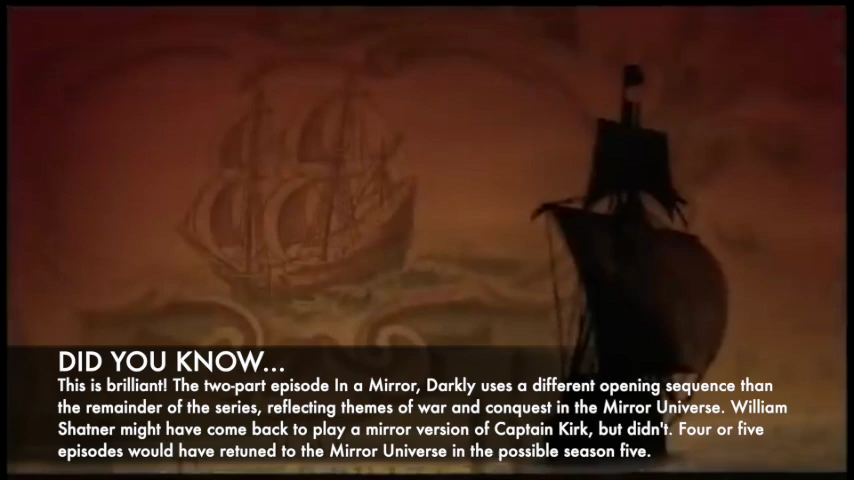 DID YOU KNOW...
This is brilliant! The two-part episode In a Mirror, Darkly uses a different opening sequence than
the remainder of the series, reflecting themes of war and conquest in the Mirror Universe. William
Shatner might have come back to play a mirror version of Captain Kirk, but didn't. Four or five
episodes would have retuned to the Mirror Universe in the possible season five.